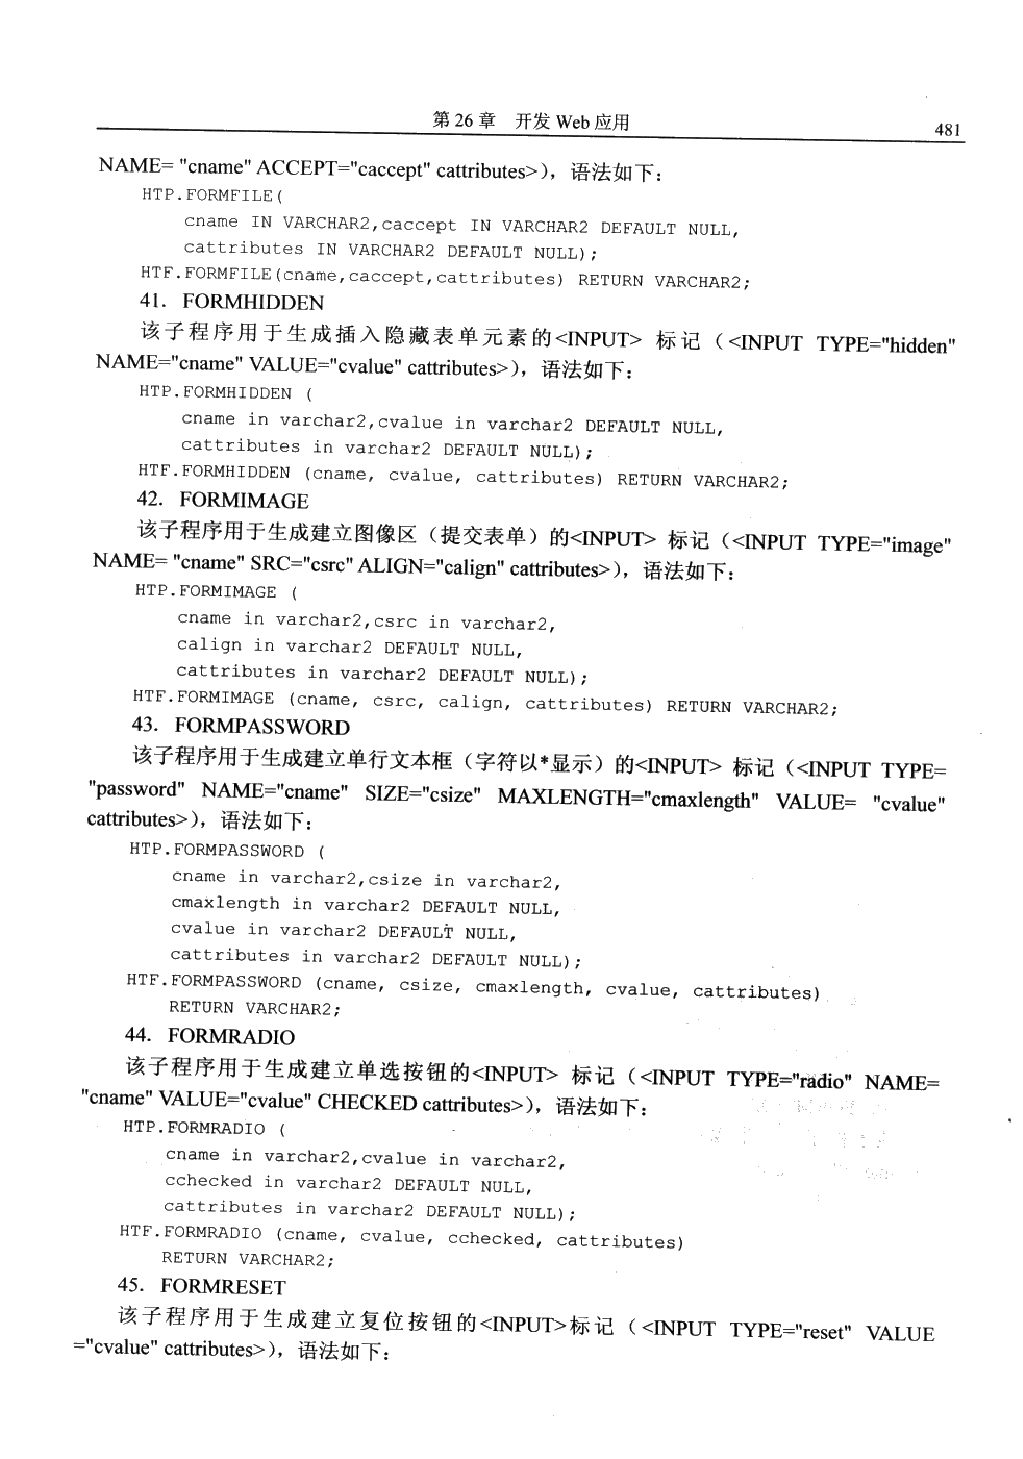 第 26 章 开发 Web 应用
481
NAME= "cname" ACCEPT="caccept" cattributes>），语法如下：
HTP.FORMFILE(
cname IN VARCHAR2,caccept IN VARCHAR2 DEFAULT NULL,
cattributes IN VARCHAR2 DEFAULT NULL);
HTF.FORMFILE(cname,caccept,cattributes) RETURN VARCHAR2;
41．FORMHIDDEN
该子程序用于生成插入隐藏表单元素的<INPUT> 标记（<INPUT TYPE="hidden"
NAME="cname" VALUE="cvalue" cattributes>），语法如下：
HTP.FORMHIDDEN (
cname in varchar2,cvalue in varchar2 DEFAULT NULL,
cattributes in varchar2 DEFAULT NULL);
HTF.FORMHIDDEN (cname, cvalue, cattributes) RETURN VARCHAR2;
42．FORMIMAGE
该子程序用于生成建立图像区（提交表单）的<INPUT> 标记（<INPUT TYPE="image"
NAME= "cname" SRC="csrc" ALIGN="calign" cattributes>），语法如下：
HTP.FORMIMAGE (
cname in varchar2,csrc in varchar2,
calign in varchar2 DEFAULT NULL,
cattributes in varchar2 DEFAULT NULL);
HTF.FORMIMAGE (cname, csrc, calign, cattributes) RETURN VARCHAR2;
43．FORMPASSWORD
该子程序用于生成建立单行文本框（字符以*显示）的<INPUT> 标记（<INPUT TYPE=
"password" NAME="cname" SIZE="csize" MAXLENGTH="cmaxlength" VALUE= "cvalue"
cattributes>），语法如下：
HTP.FORMPASSWORD (
cname in varchar2,csize in varchar2,
cmaxlength in varchar2 DEFAULT NULL,
cvalue in varchar2 DEFAULT NULL,
cattributes in varchar2 DEFAULT NULL);
HTF.FORMPASSWORD (cname, csize, cmaxlength, cvalue, cattributes)
RETURN VARCHAR2;
44．FORMRADIO
该子程序用于生成建立单选按钮的<INPUT> 标记（<INPUT TYPE="radio" NAME=
"cname" VALUE="cvalue" CHECKED cattributes>），语法如下：
HTP.FORMRADIO (
cname in varchar2,cvalue in varchar2,
cchecked in varchar2 DEFAULT NULL,
cattributes in varchar2 DEFAULT NULL);
HTF.FORMRADIO (cname, cvalue, cchecked, cattributes)
RETURN VARCHAR2;
45．FORMRESET
该子程序用于生成建立复位按钮的<INPUT>标记（<INPUT TYPE="reset" VALUE
="cvalue" cattributes>），语法如下：